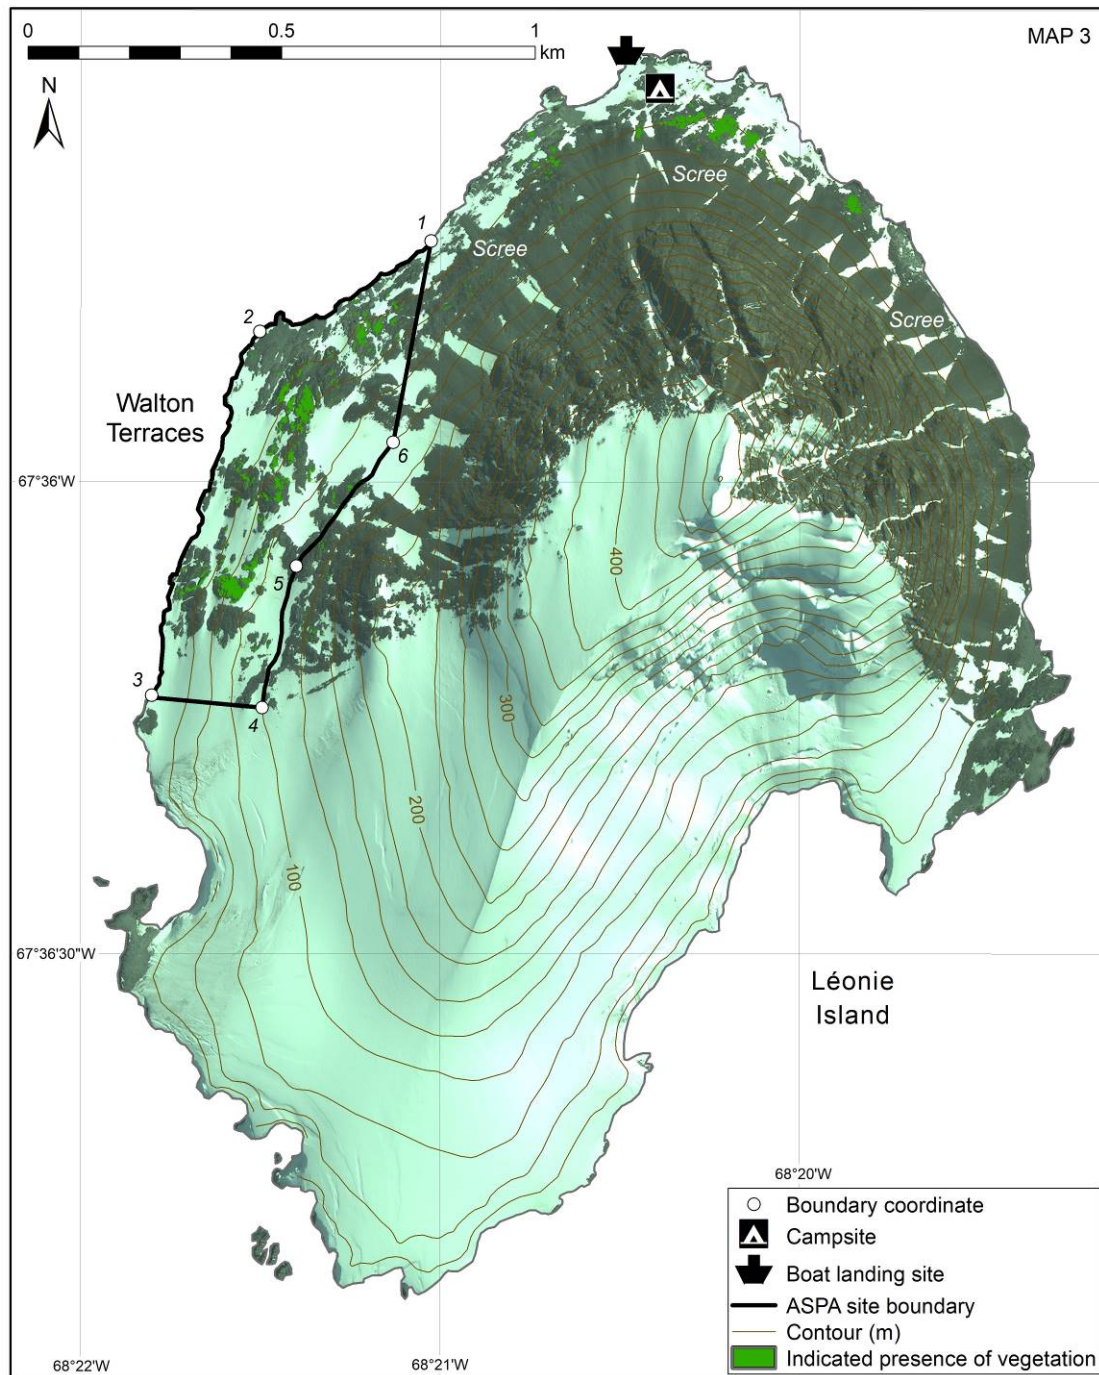 0 0.5 1
km
MAP 3
N
Scree
1
Scree
2
Scree
Walton
Terraces
6
67°36'W
400
5
3
4
300
200
100
67°36'30"W
Léonie
Island
68°20'W
Boundary coordinate
Campsite
Boat landing site
ASPA site boundary
Contour (m)
Indicated presence of vegetation
68°22'W
68°21'W